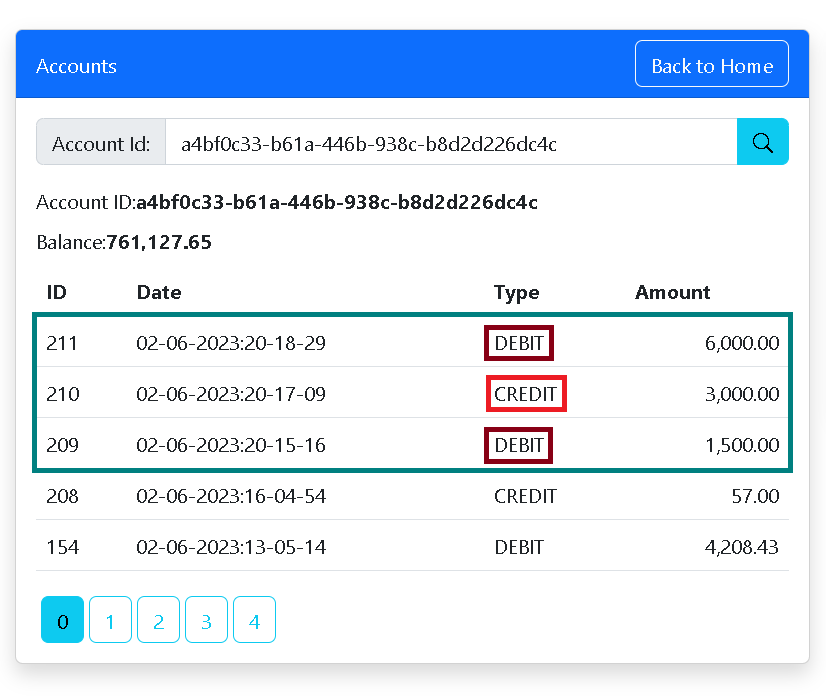 Accounts Back to Home
Account Id: a4bf0c33-b61a-446b-938c-b8d2d226dc4c
Account ID:a4bf0c33-b61a-446b-938c-b8d2d226dc4c
Balance:761,127.65
ID Date Type Amount
211 02-06-2023:20-18-29 DEBIT 6,000.00
210 02-06-2023:20-17-09 CREDIT 3,000.00
209 02-06-2023:20-15-16 DEBIT 1,500.00
208 02-06-2023:16-04-54 CREDIT 57.00
154 02-06-2023:13-05-14 DEBIT 4,208.43
0 1 2 3 4